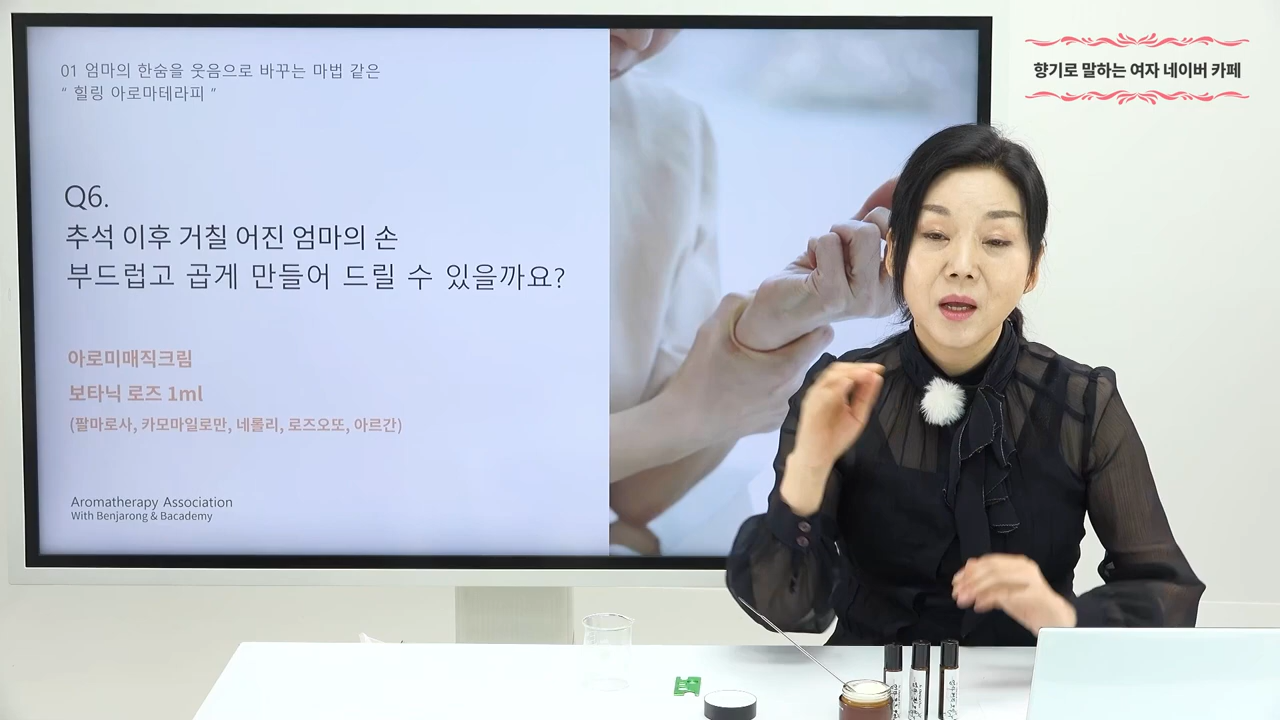 01 엄마의 한숨을 웃음으로 바꾸는 마법 같은
“ 힐링 아로마테라피 ”
향기로 말하는 여자 네이버 카페
Q6.
추석 이후 거칠 어진 엄마의 손
부드럽고 곱게 만들어 드릴 수 있을까요?
아로미매직크림
보타닉 로즈 1ml
(팔마로사, 카모마일로만, 네롤리, 로즈오또, 아르간)
Aromatherapy Association
With Benjarong & Bacademy